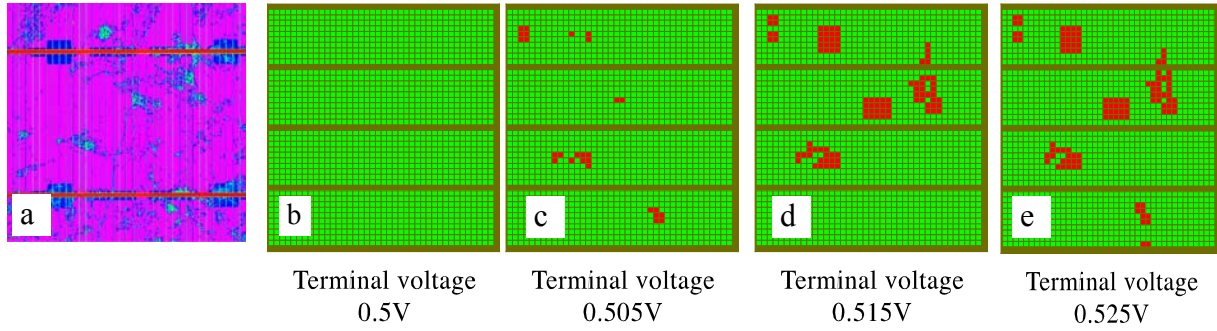 a
b
c
d
e
Terminal voltage
0.5V
Terminal voltage
0.505V
Terminal voltage
0.515V
Terminal voltage
0.525V